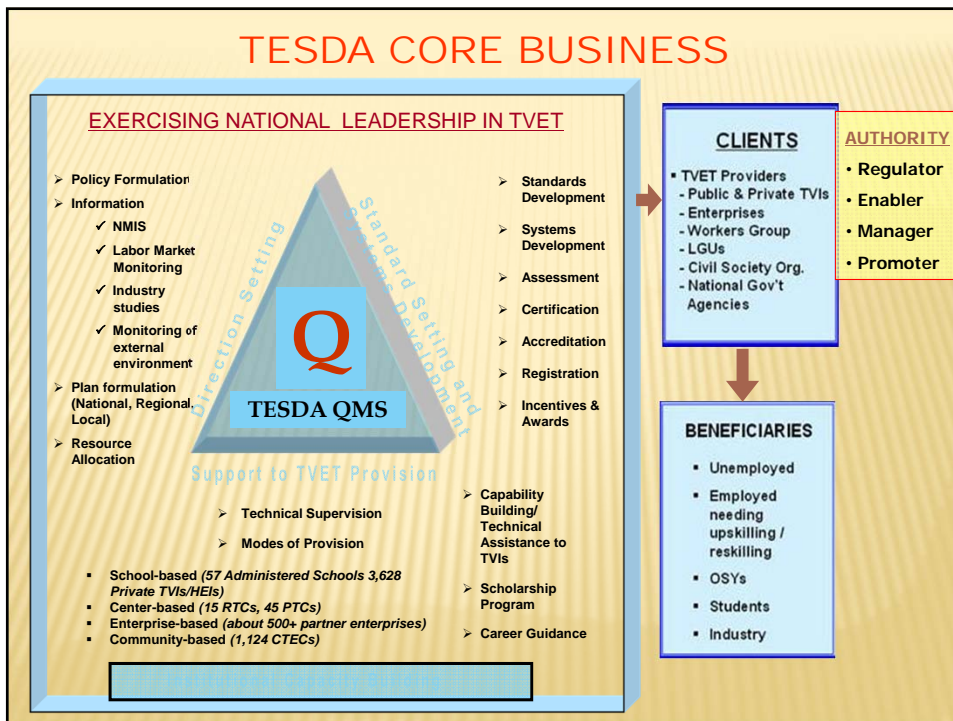 TESDA CORE BUSINESS
EXERCISING NATIONAL LEADERSHIP IN TVET
➢ Policy Formulation
➢ Information
✓ NMIS
✓ Labor Market
Monitoring
✓ Industry
studies
✓ Monitoring of
external
environment
➢ Plan formulation
(National, Regional,
Local)
➢ Resource
Allocation
Direction Setting
Standard Setting and
Systems Development
Q
TESDA QMS
Support to TVET Provision
➢ Standards
Development
➢ Systems
Development
➢ Assessment
➢ Certification
➢ Accreditation
➢ Registration
➢ Incentives &
Awards
➢ Technical Supervision
➢ Modes of Provision
▪ School-based (57 Administered Schools 3,628
Private TVIs/HEIs)
▪ Center-based (15 RTCs, 45 PTCs)
▪ Enterprise-based (about 500+ partner enterprises)
▪ Community-based (1,124 CTECs)
➢ Capability
Building/
Technical
Assistance to
TVIs
➢ Scholarship
Program
➢ Career Guidance
CLIENTS
▪ TVET Providers
- Public & Private TVIs
- Enterprises
- Workers Group
- LGUs
- Civil Society Org.
- National Gov't
Agencies
AUTHORITY
• Regulator
• Enabler
• Manager
• Promoter
BENEFICIARIES
▪ Unemployed
▪ Employed
needing
upskilling /
reskilling
▪ OSYs
▪ Students
▪ Industry